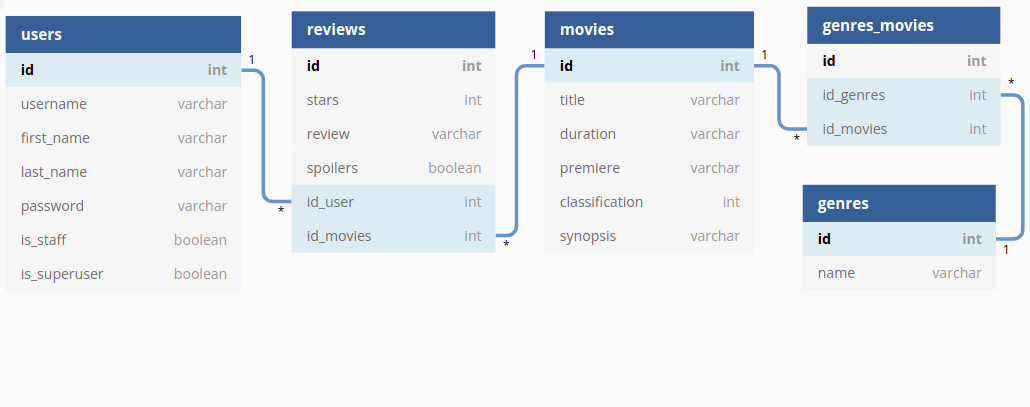 users
id int
username varchar
first_name varchar
last_name varchar
password varchar
is_staff boolean
is_superuser boolean
1
*
reviews
id int
stars int
review varchar
spoilers boolean
id_user int
id_movies int
1
*
movies
id int
title varchar
duration varchar
premiere varchar
classification int
synopsis varchar
1
*
genres_movies
id int
id_genres int
id_movies int
*
1
genres
id int
name varchar